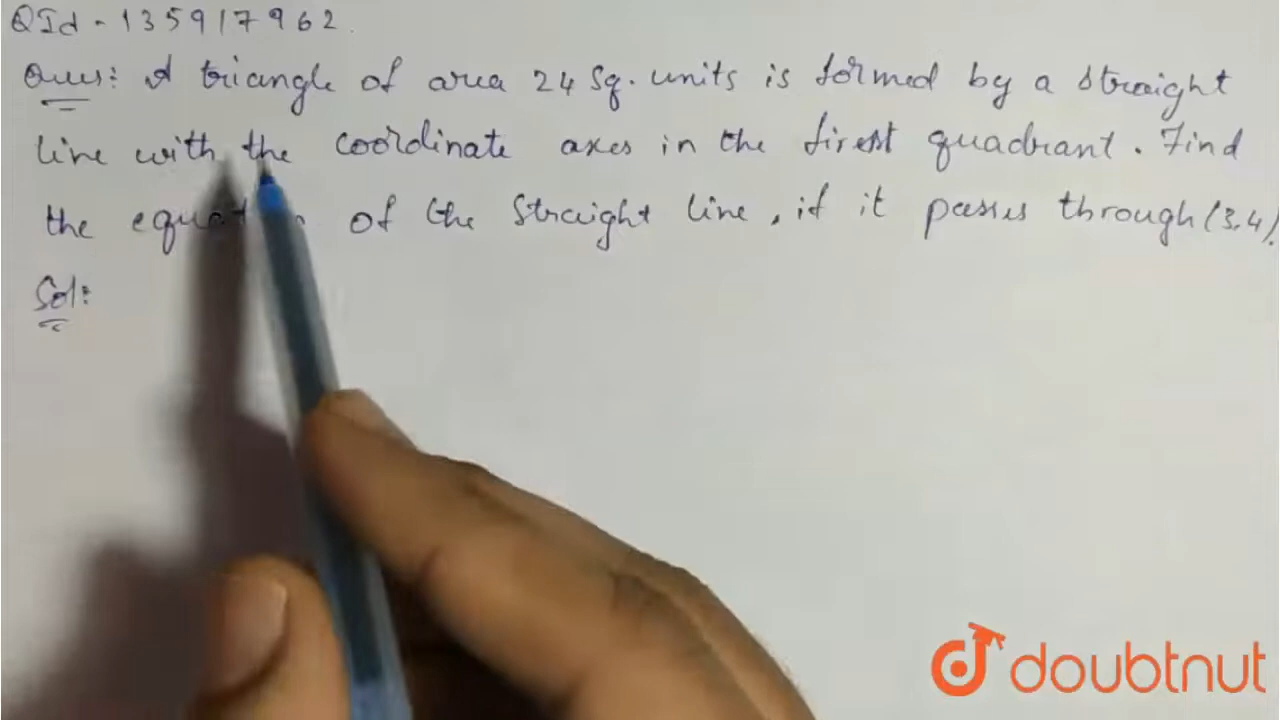 QId - 135917962.
Ques: A triangle of area 24 Sq. units is formed by a straight
line with the coordinate axes in the first quadrant. Find
the of the Straight line, if it passes through (3,4).
Sol:
doubtnut